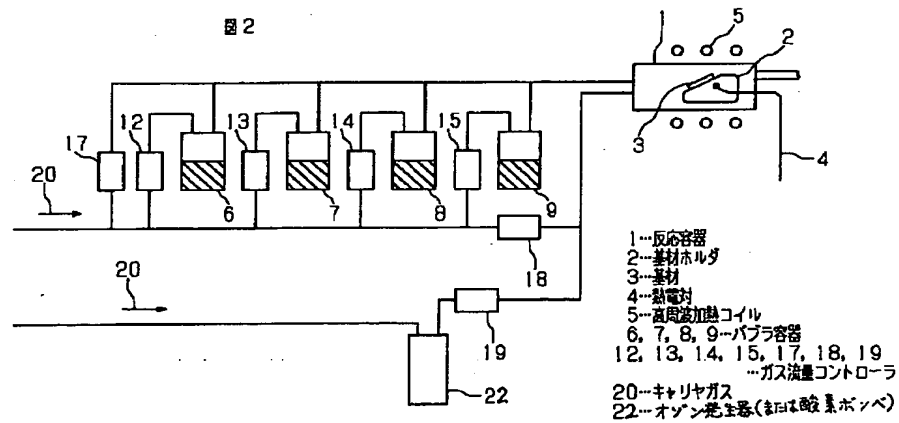 図2
5
2
12
13
14
15
17
20
6
7
8
9
3
4
18
20
19
22
1…反応容器
2…基材ホルダ
3…基材
4…熱電対
5…高周波加熱コイル
6, 7, 8, 9…バブラ容器
12, 13, 14, 15, 17, 18, 19
…ガス流量コントローラ
20…キャリヤガス
22…オゾン発生器(または酸素ボンベ)